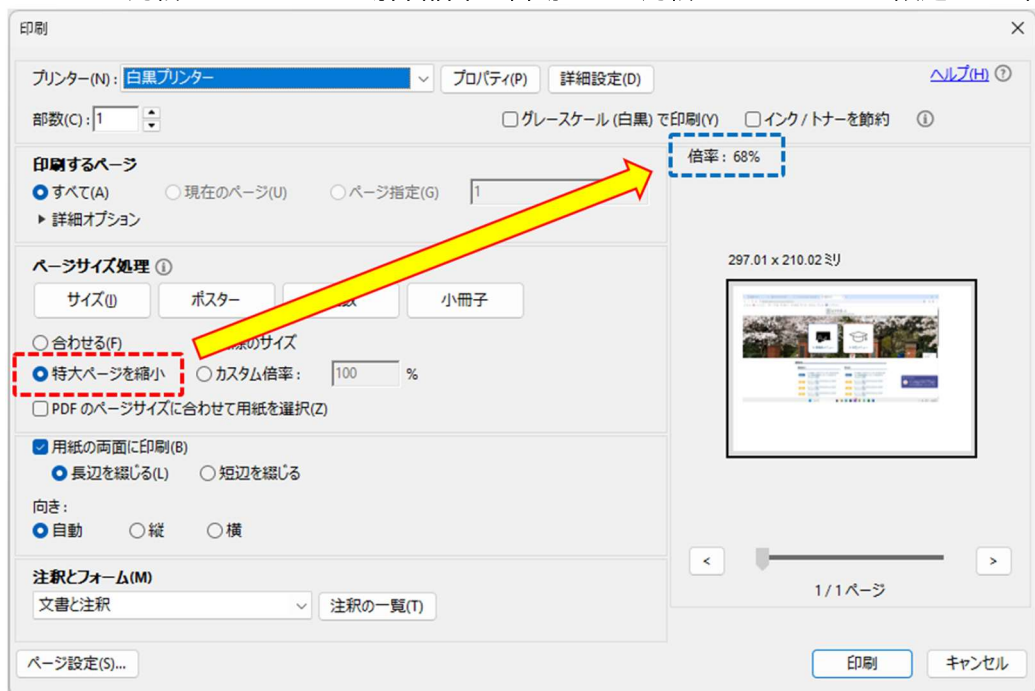 印刷
プリンター(N): 白黒プリンター プロパティ(P) 詳細設定(D) ヘルプ(H)
部数(C): 1 グレースケール (白黒) で印刷(Y) インク / トナーを節約
印刷するページ
すべて(A) 現在のページ(U) ページ指定(G) 1
詳細オプション
倍率: 68%
297.01 x 210.02 ミリ
ページサイズ処理
サイズ(I) ポスター 小冊子
合わせる(F) のサイズ
特大ページを縮小 カスタム倍率: 100 %
PDF のページサイズに合わせて用紙を選択(Z)
用紙の両面に印刷(B)
長辺を綴じる(L) 短辺を綴じる
向き:
自動 縦 横
注釈とフォーム(M)
文書と注釈 注釈の一覧(T)
< >
1 / 1 ページ
ページ設定(S)... 印刷 キャンセル